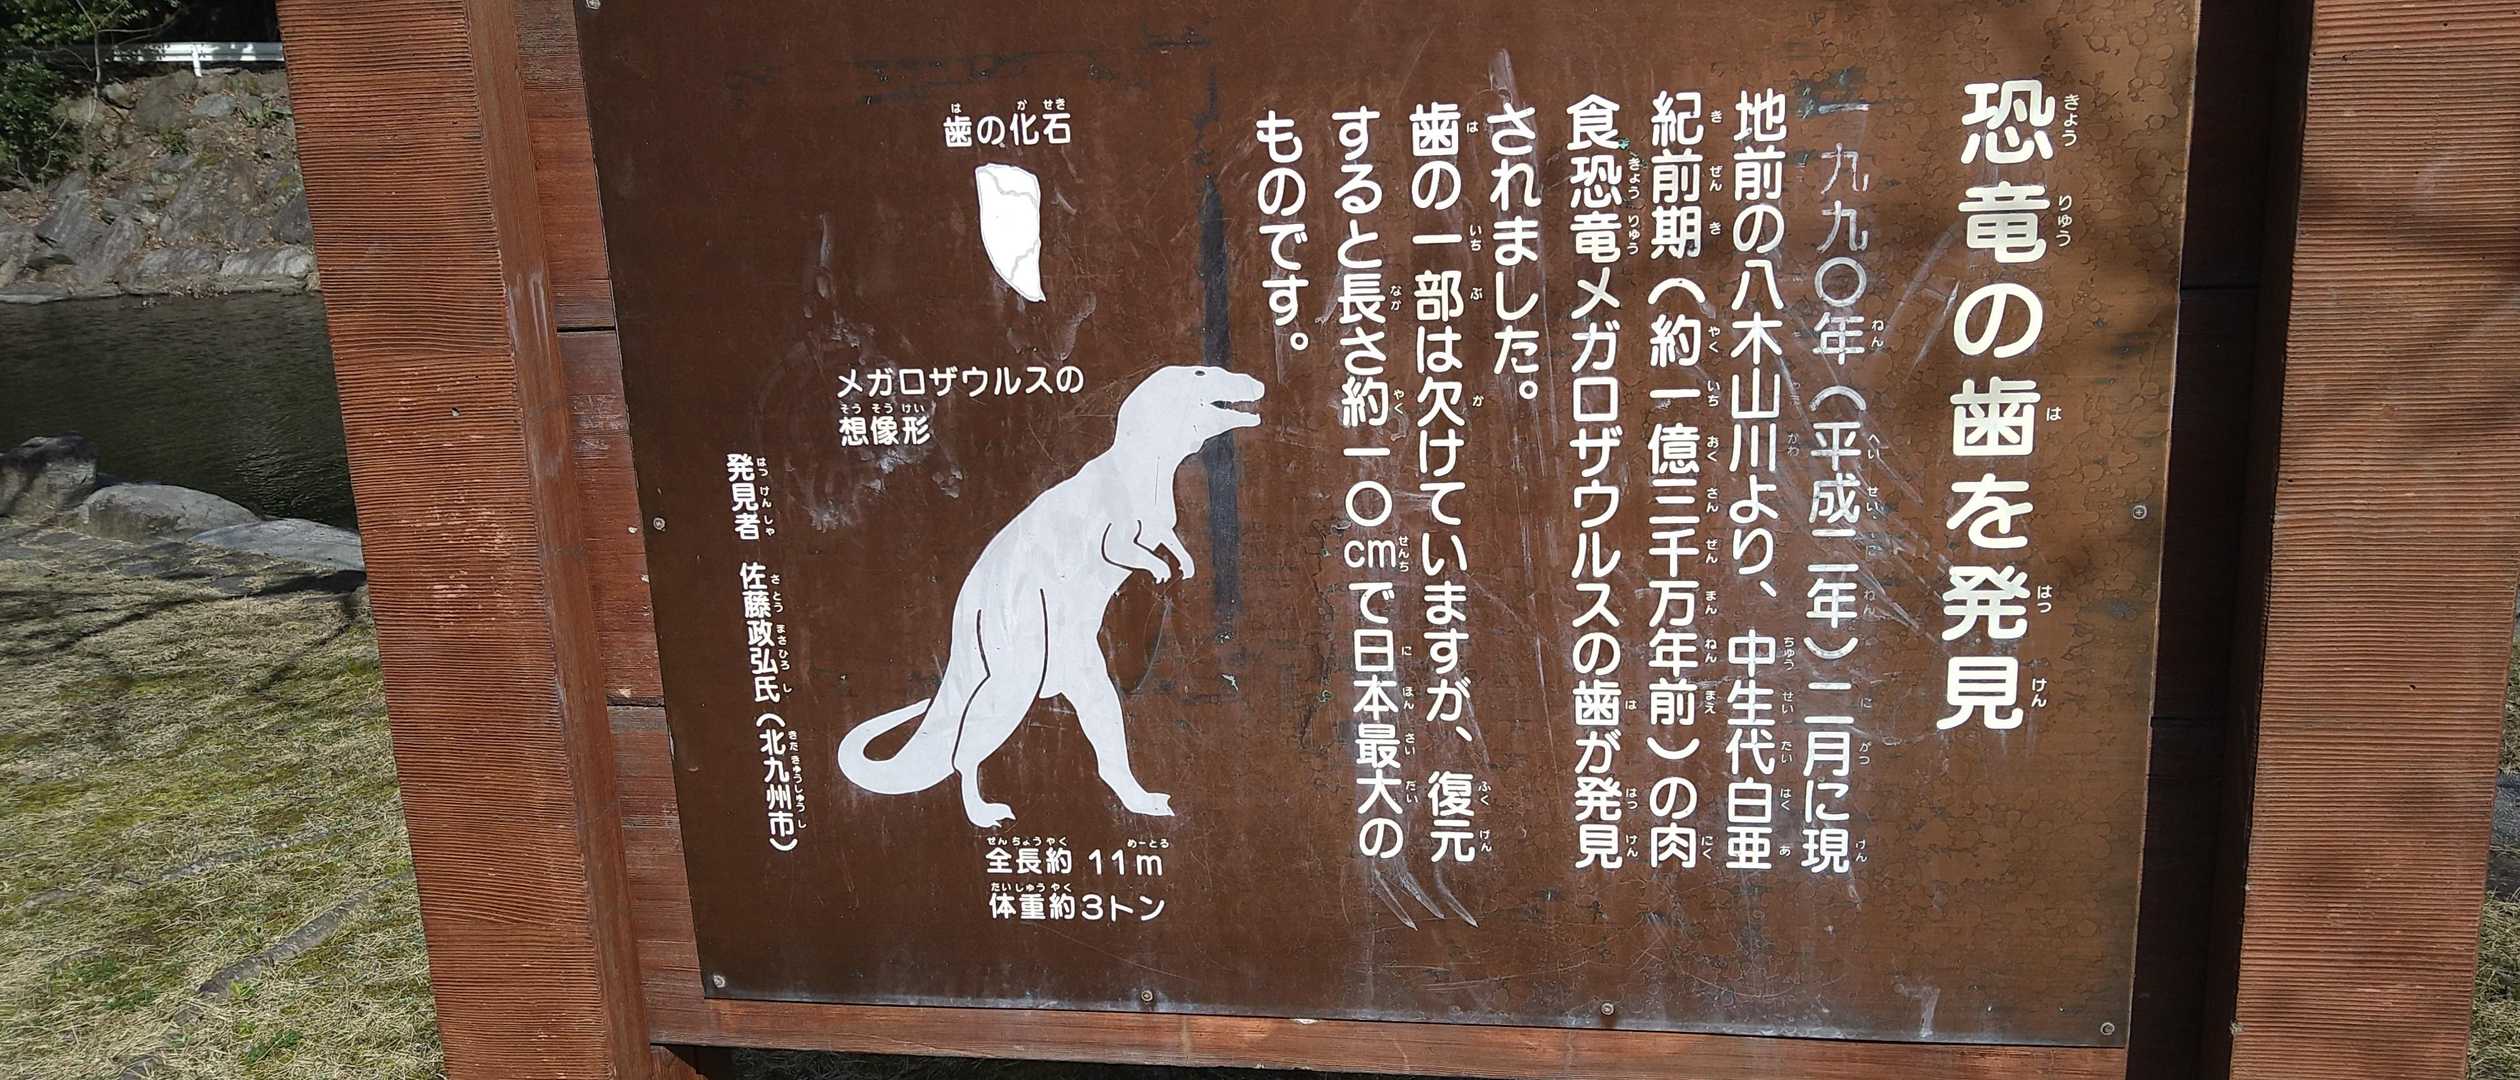 恐竜の歯を発見
一九九〇年（平成二年）二月に現
地前の八木山川より、中生代白亜
紀前期（約一億三千万年前）の肉
食恐竜メガロザウルスの歯が発見
されました。
歯の一部は欠けていますが、復元
すると長さ約一〇cmで日本最大の
ものです。
歯の化石
メガロザウルスの
想像形
全長約 11m
体重約3トン
発見者 佐藤政弘氏（北九州市）